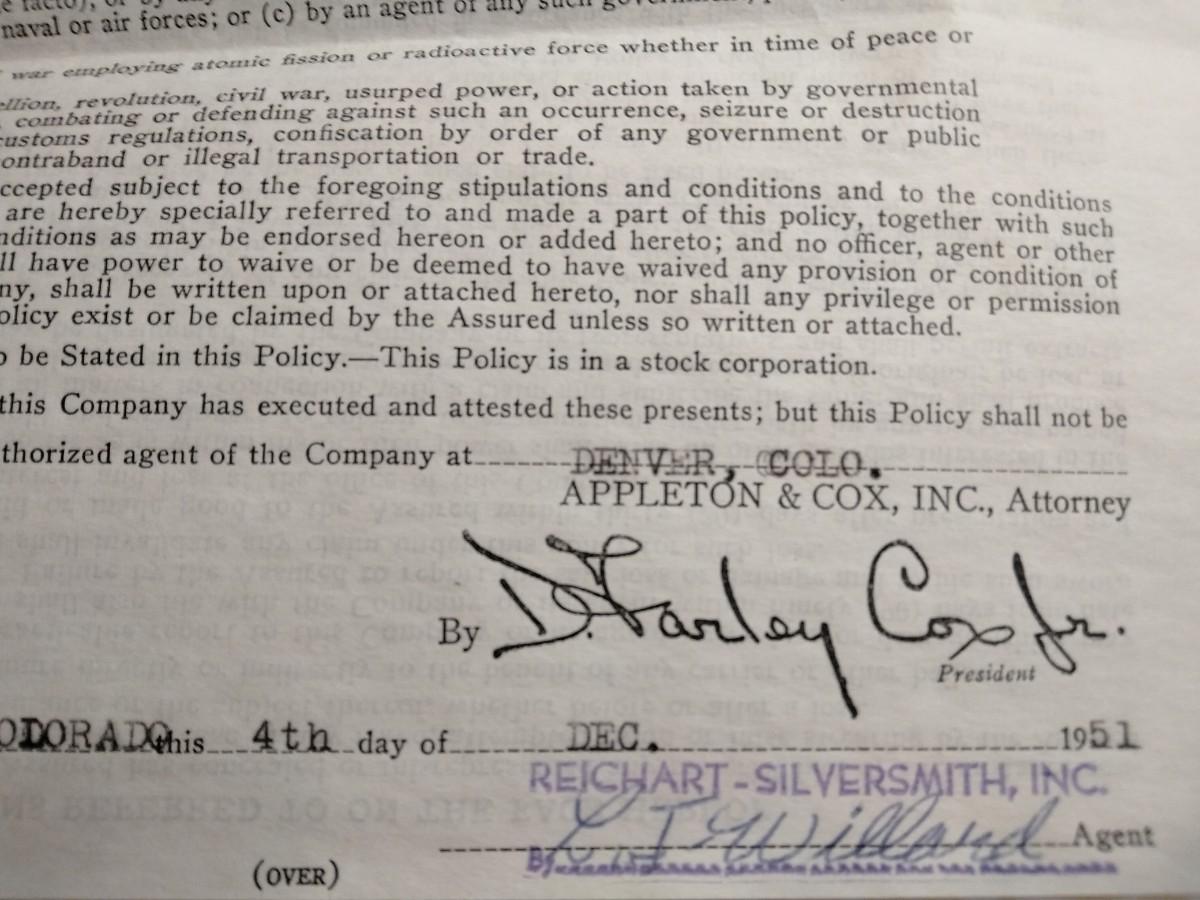 naval or air forces; or (c) by an agent of any such
war employing atomic fission or radioactive force whether in time of peace or
ellion, revolution, civil war, usurped power, or action taken by governmental
combating or defending against such an occurrence, seizure or destruction
ustoms regulations, confiscation by order of any government or public
ontraband or illegal transportation or trade.
ccepted subject to the foregoing stipulations and conditions and to the conditions
are hereby specially referred to and made a part of this policy, together with such
nditions as may be endorsed hereon or added hereto; and no officer, agent or other
ll have power to waive or be deemed to have waived any provision or condition of
ny, shall be written upon or attached hereto, nor shall any privilege or permission
olicy exist or be claimed by the Assured unless so written or attached.
o be Stated in this Policy.—This Policy is in a stock corporation.
this Company has executed and attested these presents; but this Policy shall not be
thorized agent of the Company at DENVER, COLO.
APPLETON & COX, INC., Attorney
By D. Farley Cox Jr.
President
OLORADO this 4th day of DEC. 1951
REICHART-SILVERSMITH, INC.
Willard Agent
By
(OVER)